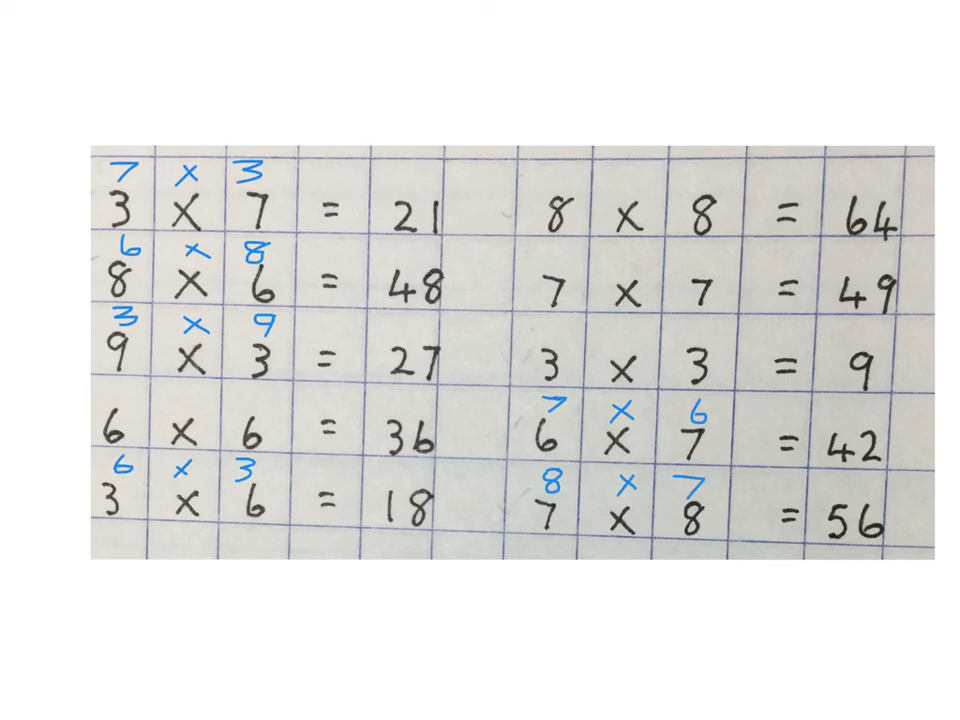 7 x 3
3 x 7 = 21
6 x 8
8 x 6 = 48
3 x 9
9 x 3 = 27
6 x 6 = 36
6 x 3
3 x 6 = 18
8 x 8 = 64
7 x 7 = 49
3 x 3 = 9
7 x 6
6 x 7 = 42
8 x 7
7 x 8 = 56